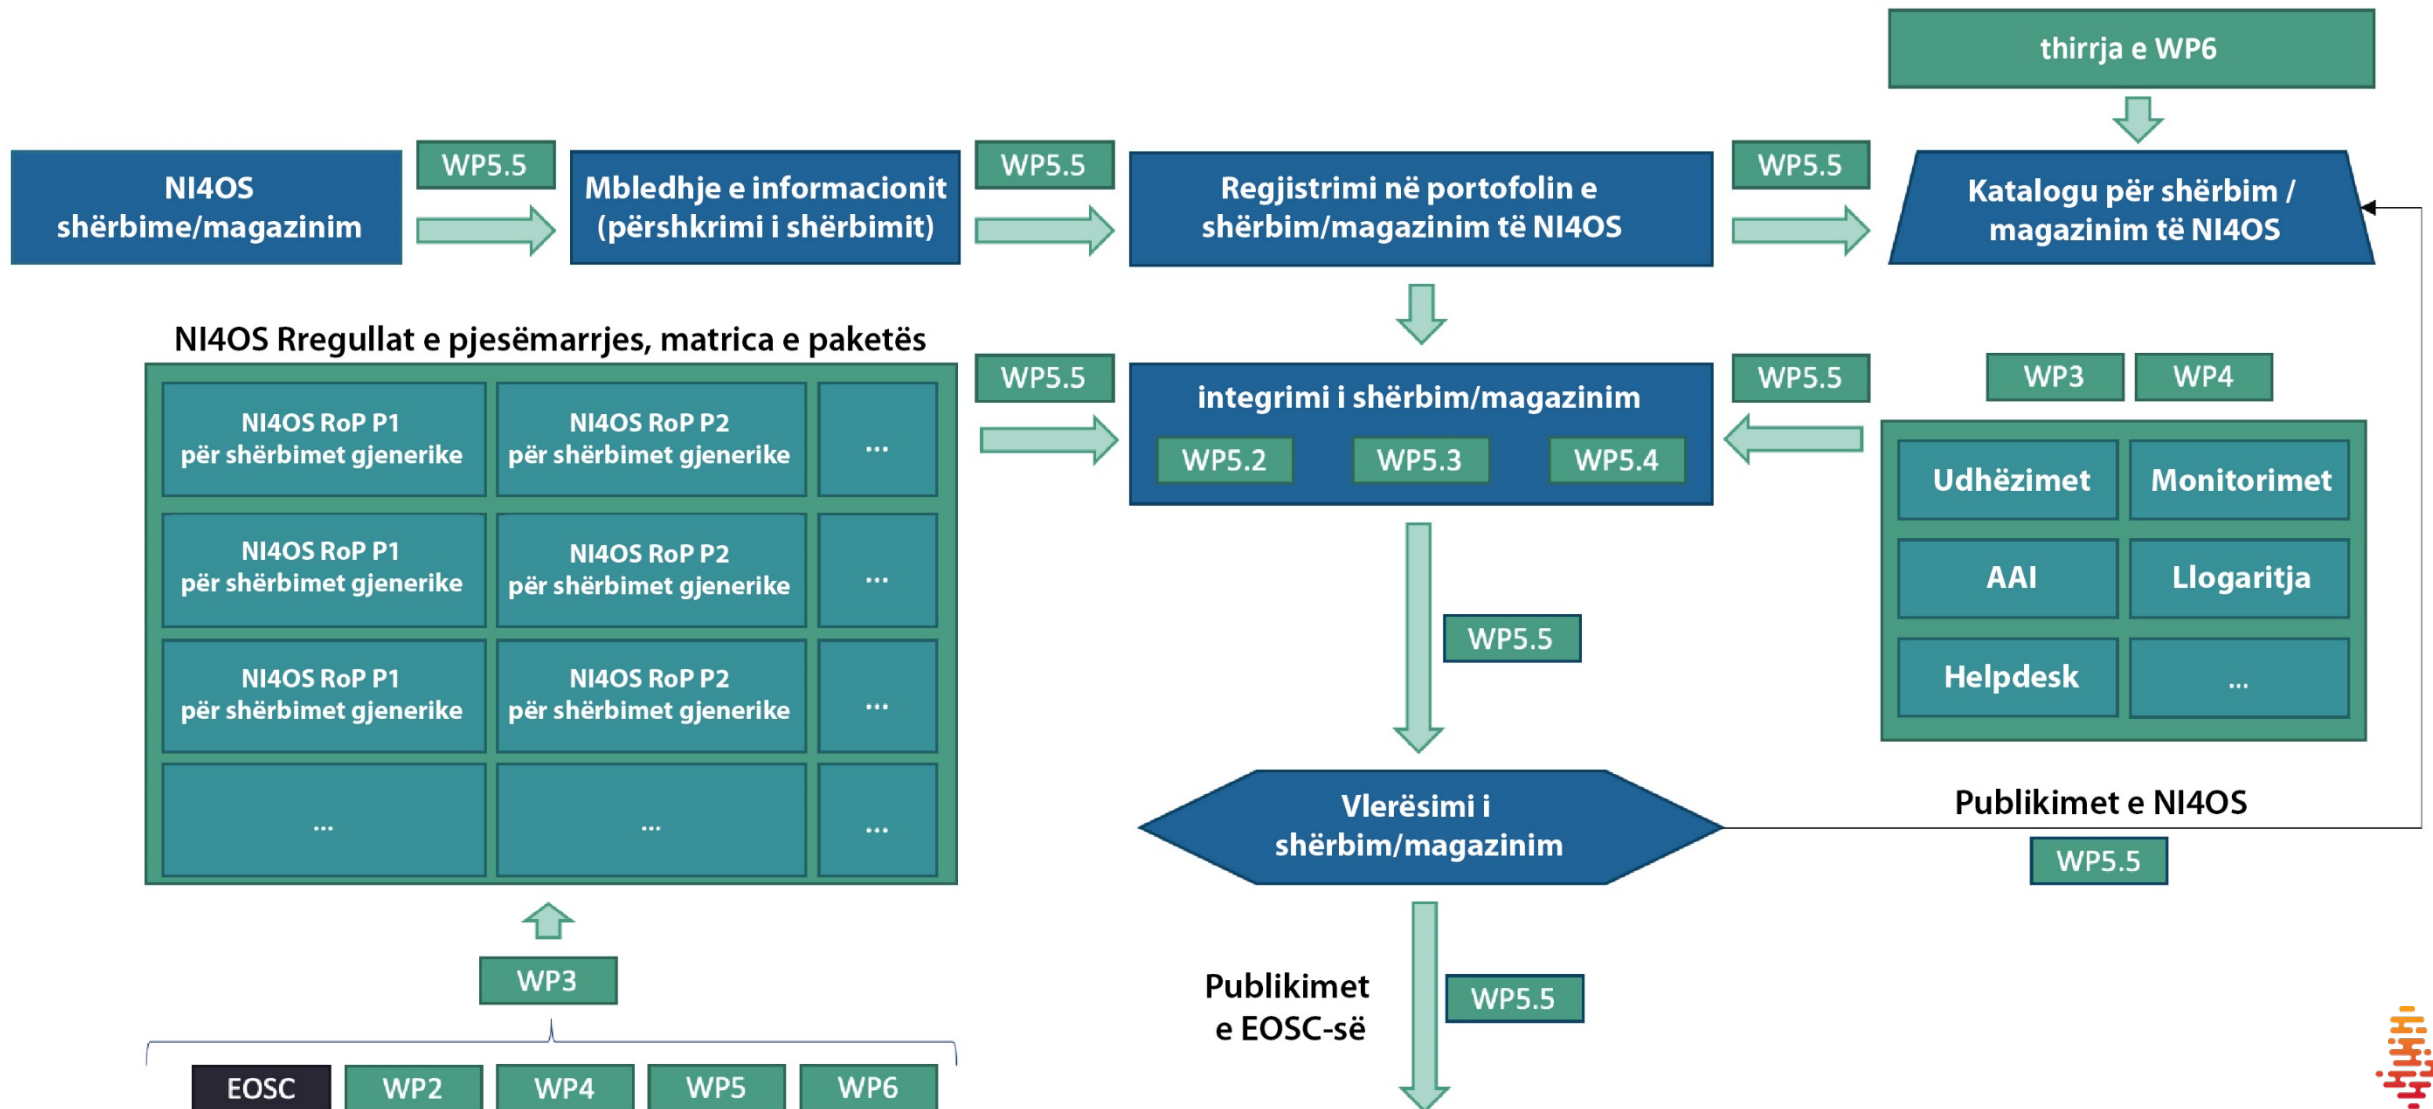 thirrja e WP6
NI4OS
shërbime/magazinim
WP5.5
Mbledhje e informacionit
(përshkrimi i shërbimit)
WP5.5
Regjistrimi në portofolin e
shërbim/magazinim të NI4OS
WP5.5
Katalogu për shërbim /
magazinim të NI4OS
NI4OS Rregullat e pjesëmarrjes, matrica e paketës
NI4OS RoP P1
për shërbimet gjenerike
NI4OS RoP P2
për shërbimet gjenerike
...
NI4OS RoP P1
për shërbimet gjenerike
NI4OS RoP P2
për shërbimet gjenerike
...
NI4OS RoP P1
për shërbimet gjenerike
NI4OS RoP P2
për shërbimet gjenerike
...
...
...
...
WP5.5
integrimi i shërbim/magazinim
WP5.2
WP5.3
WP5.4
WP5.5
WP3
WP4
Udhëzimet
Monitorimet
AAI
Llogaritja
Helpdesk
...
WP5.5
Vlerësimi i
shërbim/magazinim
Publikimet e NI4OS
WP5.5
WP3
EOSC
WP2
WP4
WP5
WP6
Publikimet
e EOSC-së
WP5.5